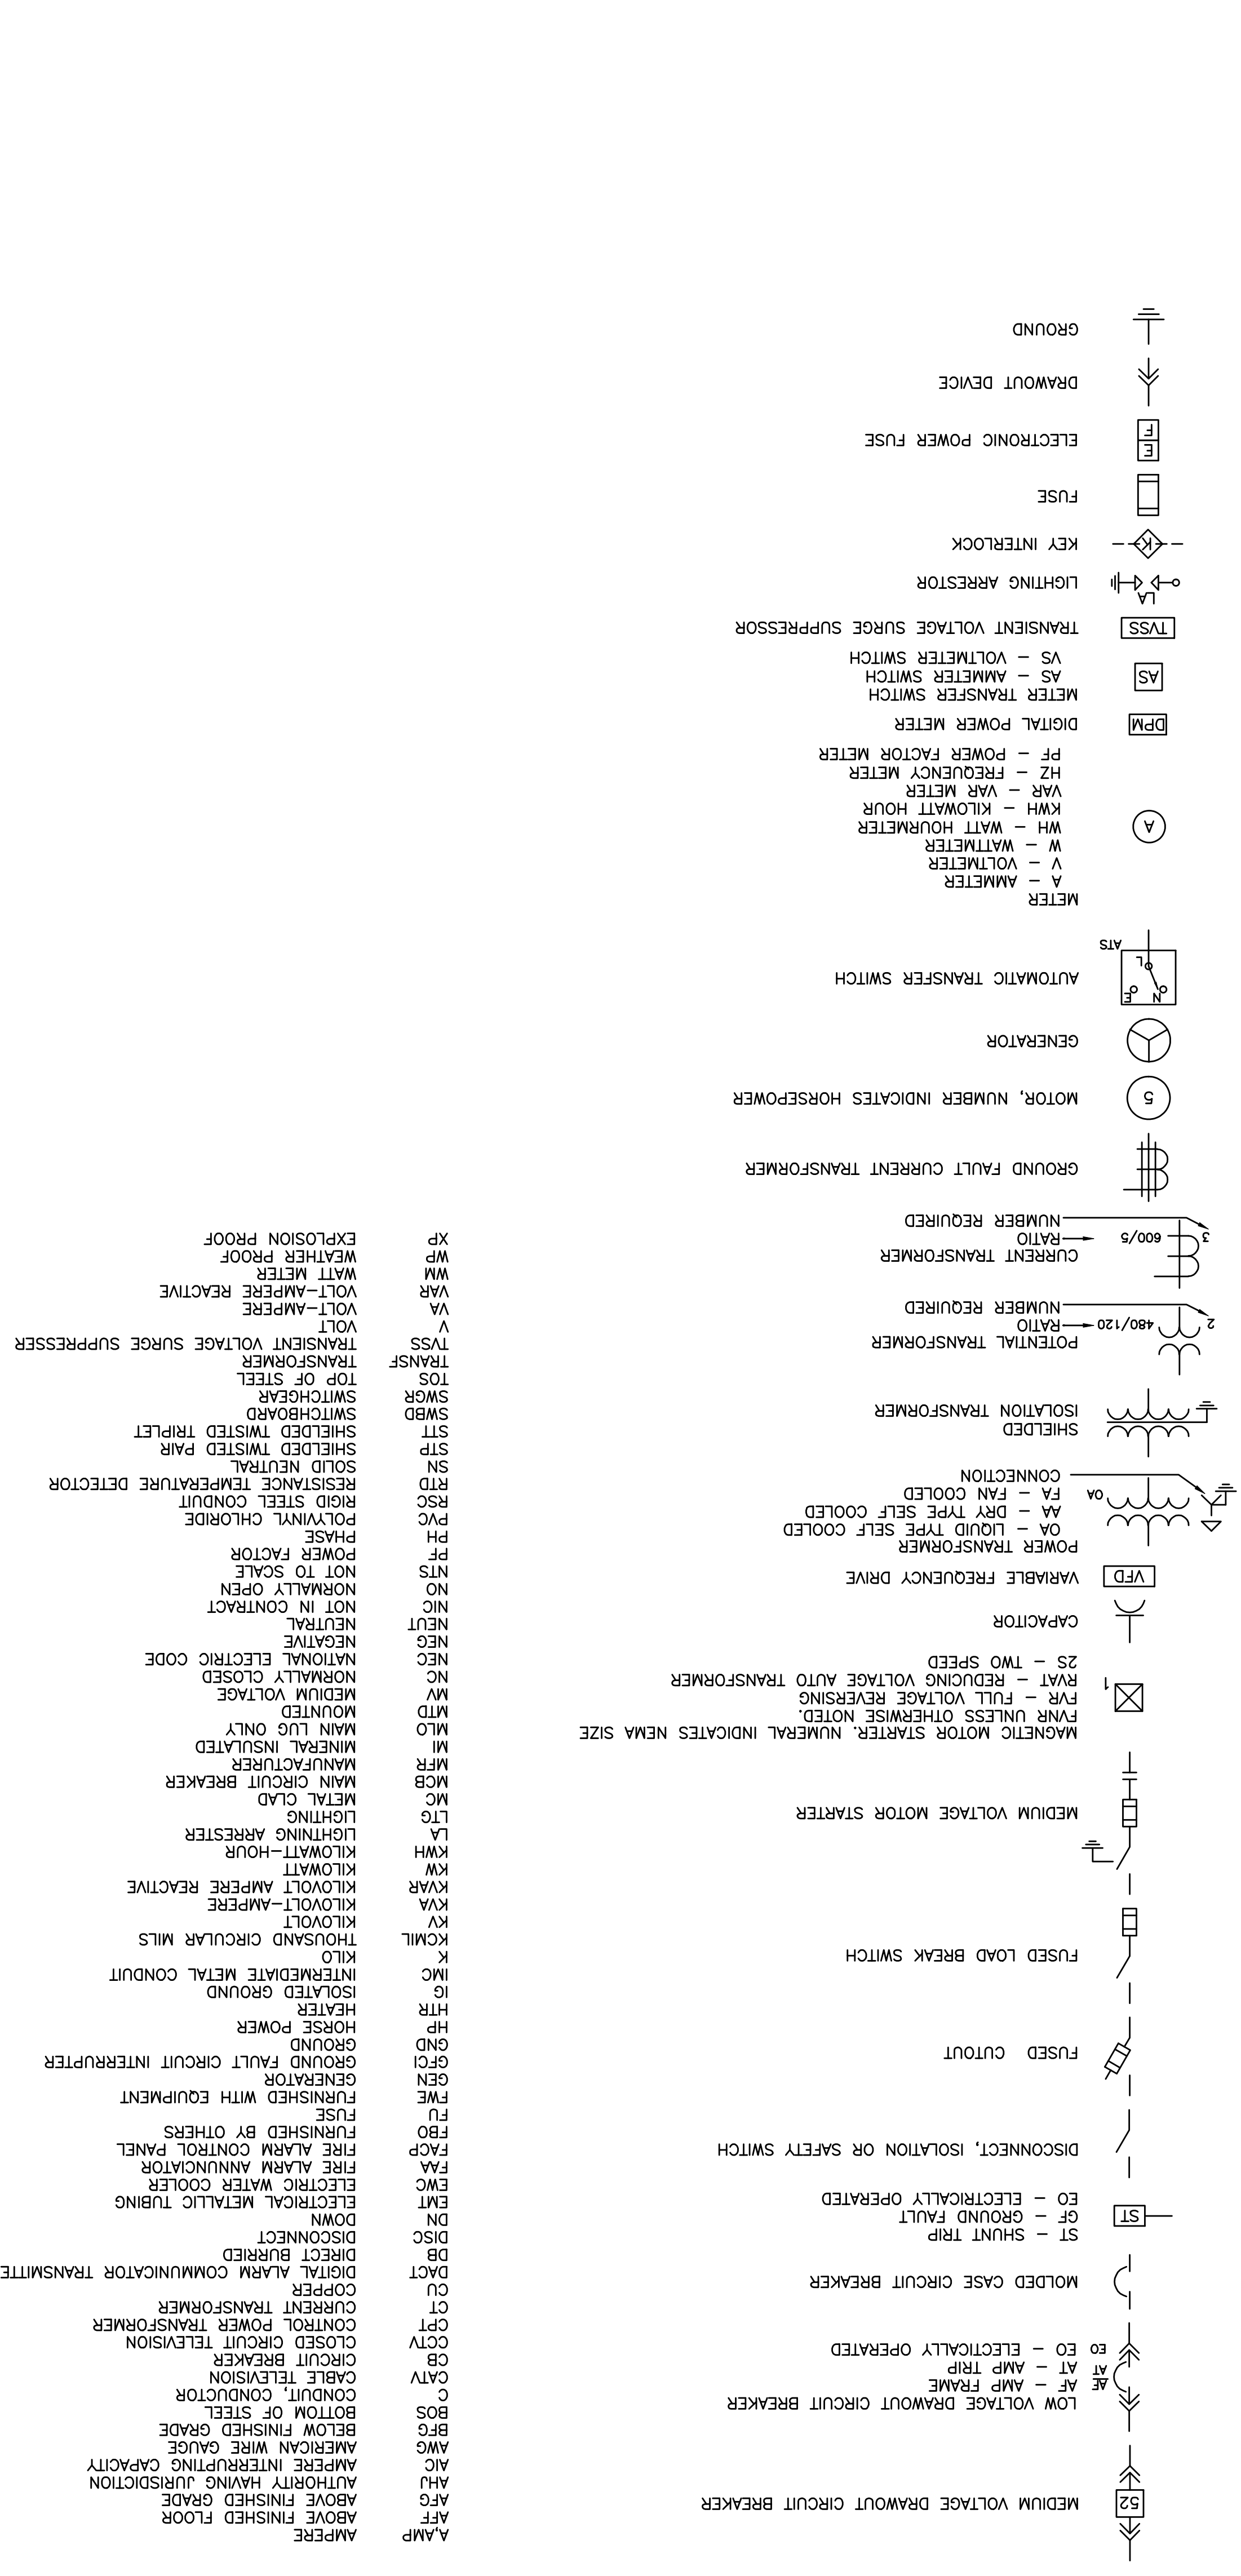 52 MEDIUM VOLTAGE DRAWOUT CIRCUIT BREAKER
LOW VOLTAGE DRAWOUT CIRCUIT BREAKER
AF AF - AMP FRAME
AT AT - AMP TRIP
EO EO - ELECTICALLY OPERATED
MOLDED CASE CIRCUIT BREAKER
ST - SHUNT TRIP
ST GF - GROUND FAULT
EO - ELECTRICALLY OPERATED
DISCONNECT, ISOLATION OR SAFETY SWITCH
FUSED CUTOUT
FUSED LOAD BREAK SWITCH
MEDIUM VOLTAGE MOTOR STARTER
MAGNETIC MOTOR STARTER. NUMERAL INDICATES NEMA SIZE
FVNR UNLESS OTHERWISE NOTED.
FVR - FULL VOLTAGE REVERSING
1 RVAT - REDUCING VOLTAGE AUTO TRANSFORMER
2S - TWO SPEED
CAPACITOR
VFD VARIABLE FREQUENCY DRIVE
POWER TRANSFORMER
OA - LIQUID TYPE SELF COOLED
AA - DRY TYPE SELF COOLED
OA FA - FAN COOLED
CONNECTION
SHIELDED
ISOLATION TRANSFORMER
POTENTIAL TRANSFORMER
2 480/120 RATIO
NUMBER REQUIRED
CURRENT TRANSFORMER
3 600/5 RATIO
NUMBER REQUIRED
GROUND FAULT CURRENT TRANSFORMER
5 MOTOR, NUMBER INDICATES HORSEPOWER
GENERATOR
N E
AUTOMATIC TRANSFER SWITCH
L
ATS
METER
A - AMMETER
V - VOLTMETER
W - WATTMETER
A WH - WATT HOURMETER
KWH - KILOWATT HOUR
VAR - VAR METER
HZ - FREQUENCY METER
PF - POWER FACTOR METER
DPM DIGITAL POWER METER
METER TRANSFER SWITCH
AS AS - AMMETER SWITCH
VS - VOLTMETER SWITCH
TVSS TRANSIENT VOLTAGE SURGE SUPPRESSOR
LA
LIGHTING ARRESTOR
K KEY INTERLOCK
FUSE
E
F ELECTRONIC POWER FUSE
DRAWOUT DEVICE
GROUND
A,AMP AMPERE
AFF ABOVE FINISHED FLOOR
AFG ABOVE FINISHED GRADE
AHJ AUTHORITY HAVING JURISDICTION
AIC AMPERE INTERRUPTING CAPACITY
AWG AMERICAN WIRE GAUGE
BFG BELOW FINISHED GRADE
BOS BOTTOM OF STEEL
C CONDUIT, CONDUCTOR
CATV CABLE TELEVISION
CB CIRCUIT BREAKER
CCTV CLOSED CIRCUIT TELEVISION
CPT CONTROL POWER TRANSFORMER
CT CURRENT TRANSFORMER
CU COPPER
DACT DIGITAL ALARM COMMUNICATOR TRANSMITTE
DB DIRECT BURRIED
DISC DISCONNECT
DN DOWN
EMT ELECTRICAL METALLIC TUBING
EWC ELECTRIC WATER COOLER
FAA FIRE ALARM ANNUNCIATOR
FACP FIRE ALARM CONTROL PANEL
FBO FURNISHED BY OTHERS
FU FUSE
FWE FURNISHED WITH EQUIPMENT
GEN GENERATOR
GFCI GROUND FAULT CIRCUIT INTERRUPTER
GND GROUND
HP HORSE POWER
HTR HEATER
IG ISOLATED GROUND
IMC INTERMEDIATE METAL CONDUIT
K KILO
KCMIL THOUSAND CIRCULAR MILS
KV KILOVOLT
KVA KILOVOLT-AMPERE
KVAR KILOVOLT AMPERE REACTIVE
KW KILOWATT
KWH KILOWATT-HOUR
LA LIGHTNING ARRESTER
LTG LIGHTING
MC METAL CLAD
MCB MAIN CIRCUIT BREAKER
MFR MANUFACTURER
MI MINERAL INSULATED
MLO MAIN LUG ONLY
MTD MOUNTED
MV MEDIUM VOLTAGE
NC NORMALLY CLOSED
NEC NATIONAL ELECTRIC CODE
NEG NEGATIVE
NEUT NEUTRAL
NIC NOT IN CONTRACT
NO NORMALLY OPEN
NTS NOT TO SCALE
PF POWER FACTOR
PH PHASE
PVC POLYVINYL CHLORIDE
RSC RIGID STEEL CONDUIT
RTD RESISTANCE TEMPERATURE DETECTOR
SN SOLID NEUTRAL
STP SHIELDED TWISTED PAIR
STT SHIELDED TWISTED TRIPLET
SWBD SWITCHBOARD
SWGR SWITCHGEAR
TOS TOP OF STEEL
TRANSF TRANSFORMER
TVSS TRANSIENT VOLTAGE SURGE SUPPRESSER
V VOLT
VA VOLT-AMPERE
VAR VOLT-AMPERE REACTIVE
WM WATT METER
WP WEATHER PROOF
XP EXPLOSION PROOF